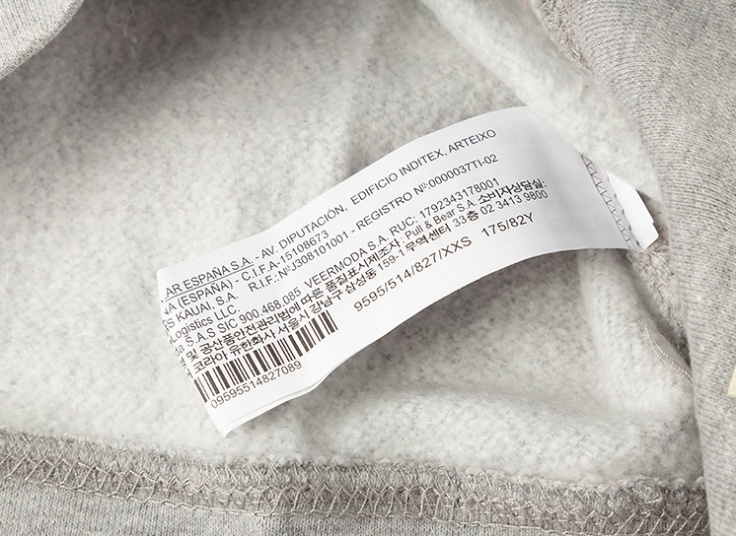 LAR ESPAÑA S.A. - AV. DIPUTACIÓN, EDIFICIO INDITEX, ARTEIXO
ÑA (ESPAÑA) - C.I.F.A-15108673
S KAUAI, S.A. R.I.F.: NºJ308101001 - REGISTRO Nº:0000037TI-02
Logistics LLC.
da S.A.S SIC 900.468.085 VEERMODA S.A. RUC: 1792343178001
및 공산품안전관리법에 따른 품질표시제조사: Pull & Bear S.A. 소비자상담실:
코리아 유한회사 서울시 강남구 삼성동 159-1 무역센터 33층 02 3413 9800
9595/514/827/XXS 175/82Y
09595514827089